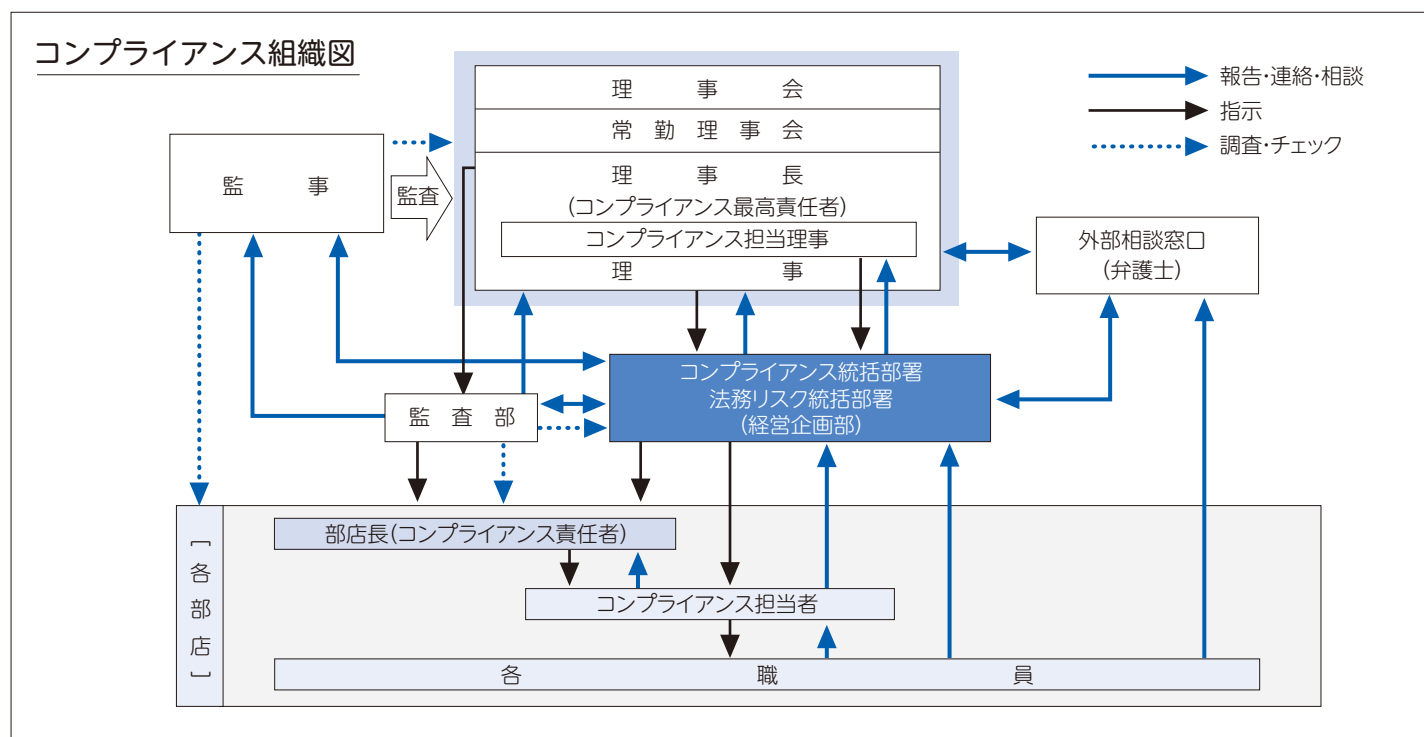 コンプライアンス組織図
報告・連絡・相談
指示
調査・チェック
理事会
常勤理事会
理事長
(コンプライアンス最高責任者)
コンプライアンス担当理事
理事
監事
監査
外部相談窓口
(弁護士)
コンプライアンス統括部署
法務リスク統括部署
(経営企画部)
監査部
[各部店]
部店長(コンプライアンス責任者)
コンプライアンス担当者
各職員